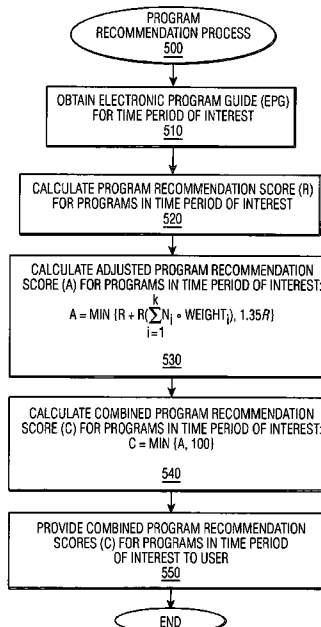 PROGRAM
RECOMMENDATION PROCESS
500
OBTAIN ELECTRONIC PROGRAM GUIDE (EPG)
FOR TIME PERIOD OF INTEREST
510
CALCULATE PROGRAM RECOMMENDATION SCORE (R)
FOR PROGRAMS IN TIME PERIOD OF INTEREST
520
CALCULATE ADJUSTED PROGRAM RECOMMENDATION
SCORE (A) FOR PROGRAMS IN TIME PERIOD OF INTEREST:
k
A = MIN {R + R(∑N_i ∘ WEIGHT_i), 1.35R}
i = 1
530
CALCULATE COMBINED PROGRAM RECOMMENDATION
SCORE (C) FOR PROGRAMS IN TIME PERIOD OF INTEREST:
C = MIN {A, 100}
540
PROVIDE COMBINED PROGRAM RECOMMENDATION
SCORES (C) FOR PROGRAMS IN TIME PERIOD
OF INTEREST TO USER
550
END